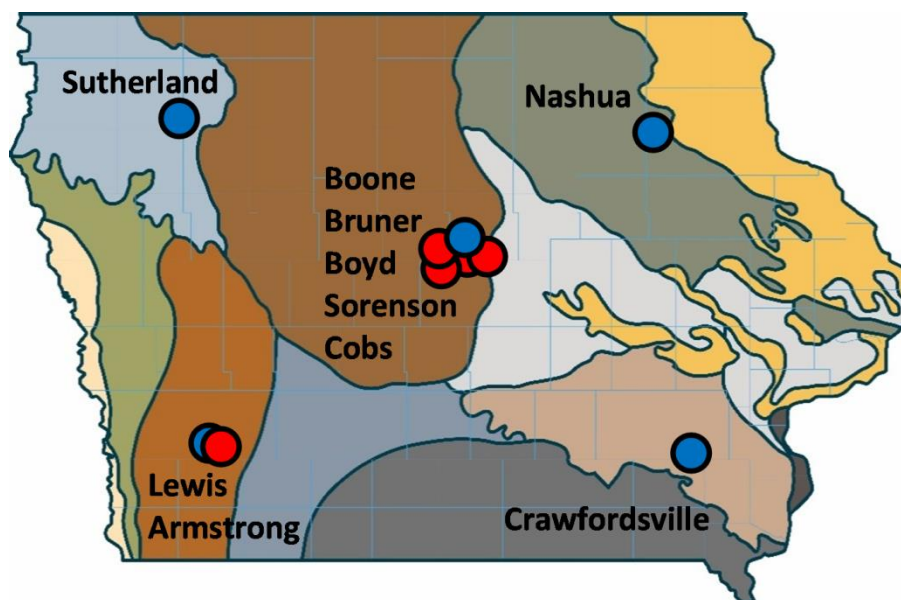 Sutherland
Nashua
Boone
Bruner
Boyd
Sorenson
Cobs
Lewis
Armstrong
Crawfordsville